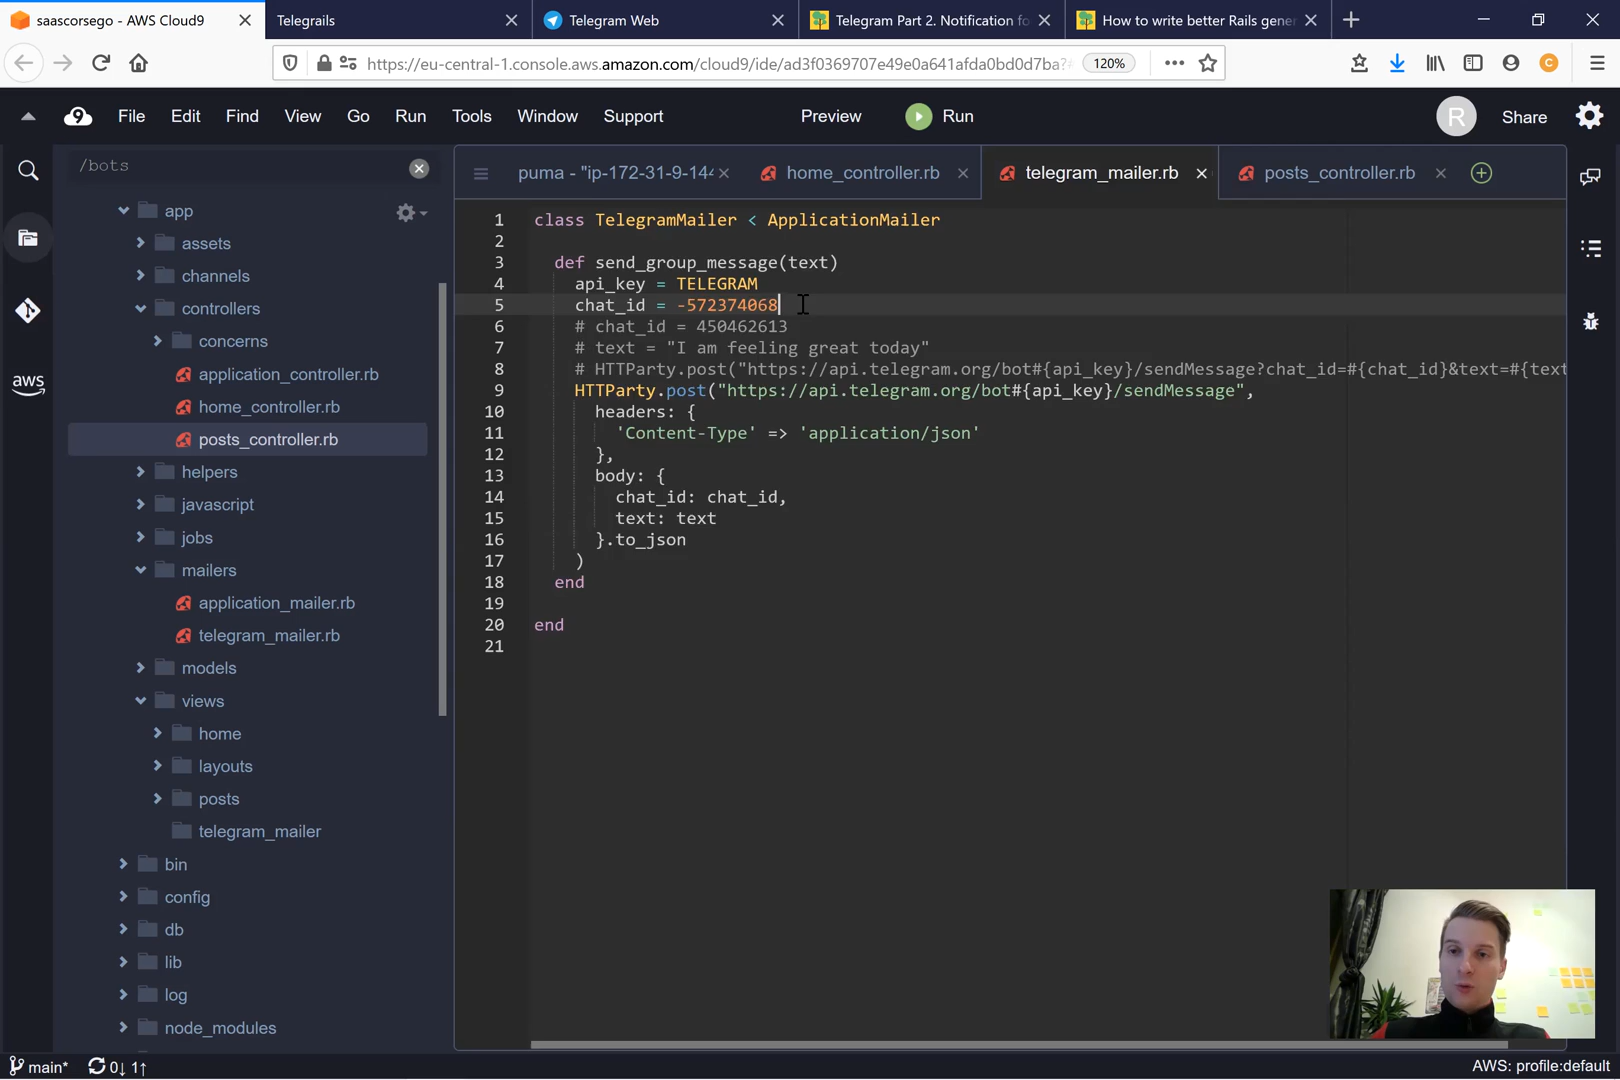 saascorsego - AWS Cloud9
Telegrails
Telegram Web
Telegram Part 2. Notification fo
How to write better Rails gener
https://eu-central-1.console.aws.amazon.com/cloud9/ide/ad3f0369707e49e0a641afda0bd0d7ba?#
120%
C
9
File Edit Find View Go Run Tools Window Support
Preview
Run
R
Share
/bots
puma - "ip-172-31-9-144
home_controller.rb
telegram_mailer.rb
posts_controller.rb
aws
app
assets
channels
controllers
concerns
application_controller.rb
home_controller.rb
posts_controller.rb
helpers
javascript
jobs
mailers
application_mailer.rb
telegram_mailer.rb
models
views
home
layouts
posts
telegram_mailer
bin
config
db
lib
log
node_modules
1 class TelegramMailer < ApplicationMailer
2
3 def send_group_message(text)
4 api_key = TELEGRAM
5 chat_id = -572374068
6 # chat_id = 450462613
7 # text = "I am feeling great today"
8 # HTTParty.post("https://api.telegram.org/bot#{api_key}/sendMessage?chat_id=#{chat_id}&text=#{text
9 HTTParty.post("https://api.telegram.org/bot#{api_key}/sendMessage",
10 headers: {
11 'Content-Type' => 'application/json'
12 },
13 body: {
14 chat_id: chat_id,
15 text: text
16 }.to_json
17 )
18 end
19
20 end
21
main* 0↓ 1↑
AWS: profile:default